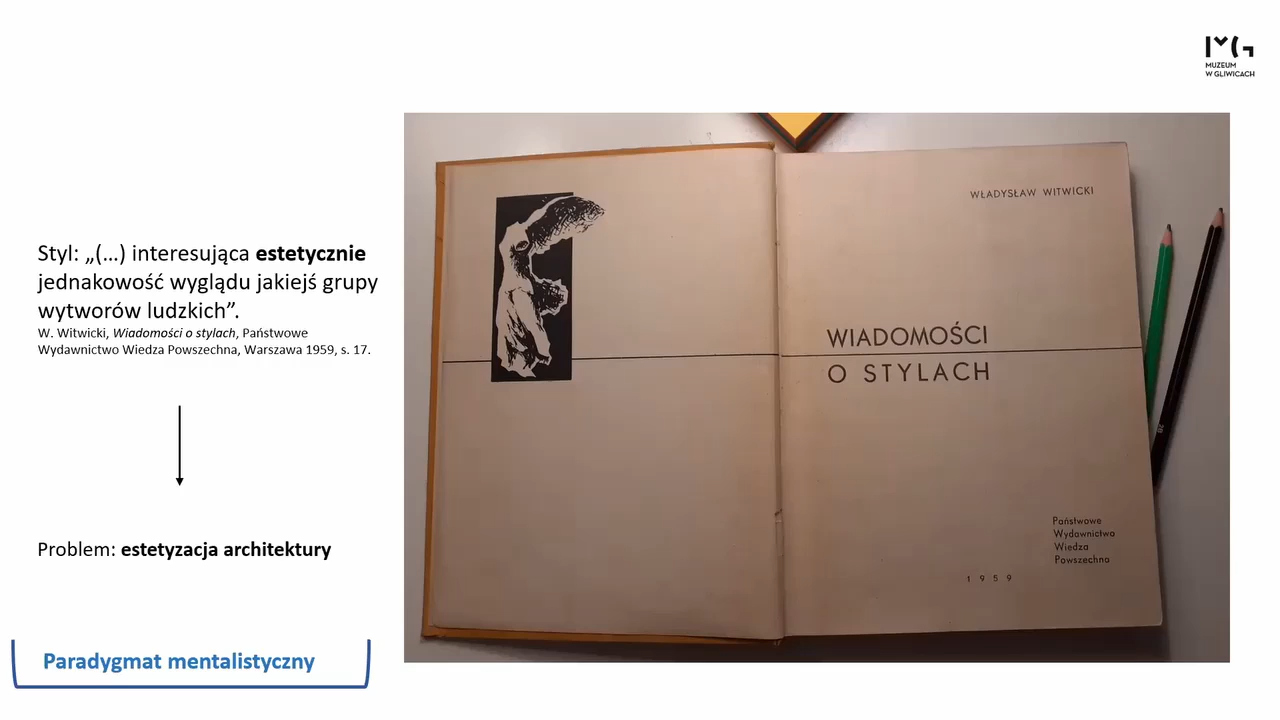 MUZEUM
W GLIWICACH
Styl: „(...) interesująca estetycznie
jednakowość wyglądu jakiejś grupy
wytworów ludzkich”.
W. Witwicki, Wiadomości o stylach, Państwowe
Wydawnictwo Wiedza Powszechna, Warszawa 1959, s. 17.
Problem: estetyzacja architektury
Paradygmat mentalistyczny
WŁADYSŁAW WITWICKI
WIADOMOŚCI
O STYLACH
Państwowe
Wydawnictwo
Wiedza
Powszechna
1959